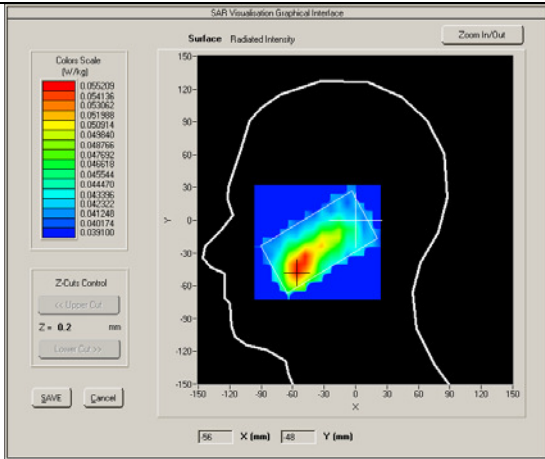 SAR Visualisation Graphical Interface
Surface Radiated Intensity
Zoom In/Out
Colors Scale
(W/kg)
0.055209
0.054136
0.053062
0.051988
0.050914
0.049840
0.048766
0.047692
0.046618
0.045544
0.044470
0.043396
0.042322
0.041248
0.040174
0.039100
Z-Cuts Control
<< Upper Cut
Z = 0.2 mm
Lower Cut >>
SAVE Cancel
150
120
90
60
30
0
-30
-60
-90
-120
-150
Y
-150 -120 -90 -60 -30 0 30 60 90 120 150
X
-56 X (mm) -48 Y (mm)